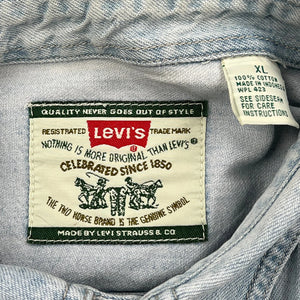 QUALITY NEVER GOES OUT OF STYLE
REGISTRATED
Levi's
TRADE MARK
NOTHING IS MORE ORIGINAL THAN LEVI'S®
CELEBRATED SINCE 1850
THE TWO HORSE BRAND IS THE GENUINE SYMBOL
MADE BY LEVI STRAUSS & CO
XL
100% COTTON
MADE IN INDONESIA
WPL 423
SEE SIDESEAM
FOR CARE
INSTRUCTIONS